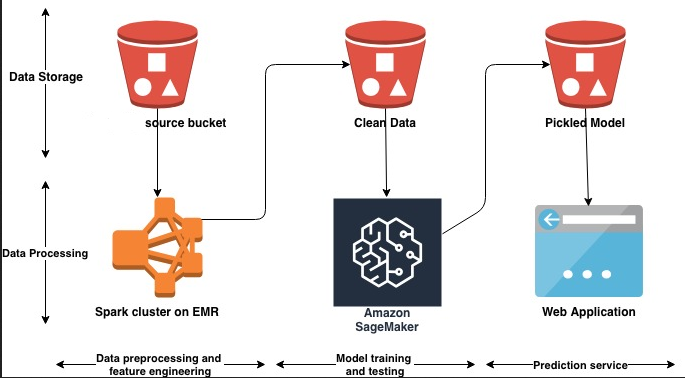 Data Storage
source bucket
Clean Data
Pickled Model
Data Processing
Spark cluster on EMR
Amazon
SageMaker
Web Application
Data preprocessing and
feature engineering
Model training
and testing
Prediction service